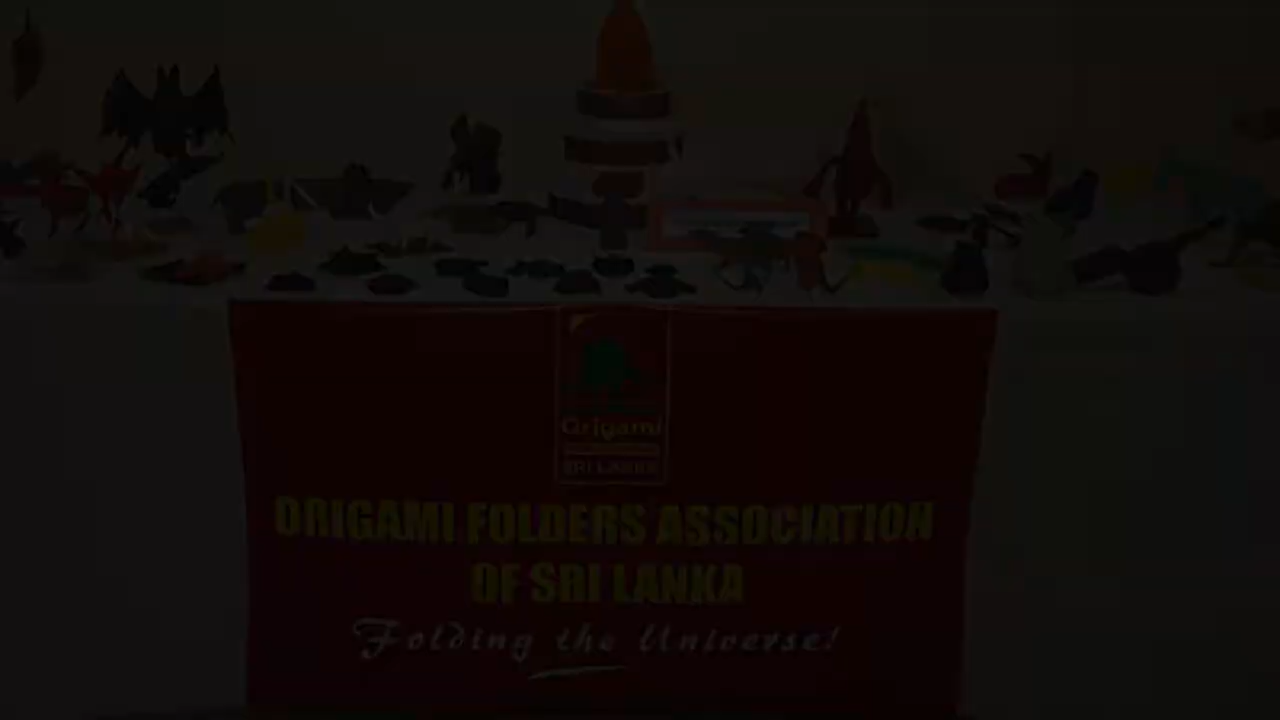 Origami
SRI LANKA
ORIGAMI FOLDERS ASSOCIATION
OF SRI LANKA
Folding the Universe!